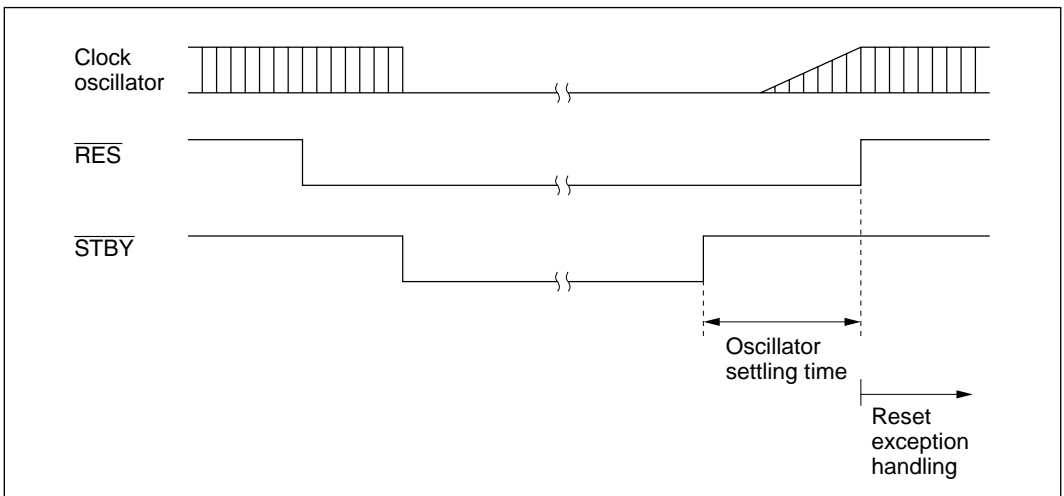 Clock
oscillator
RES
STBY
Oscillator
settling time
Reset
exception
handling